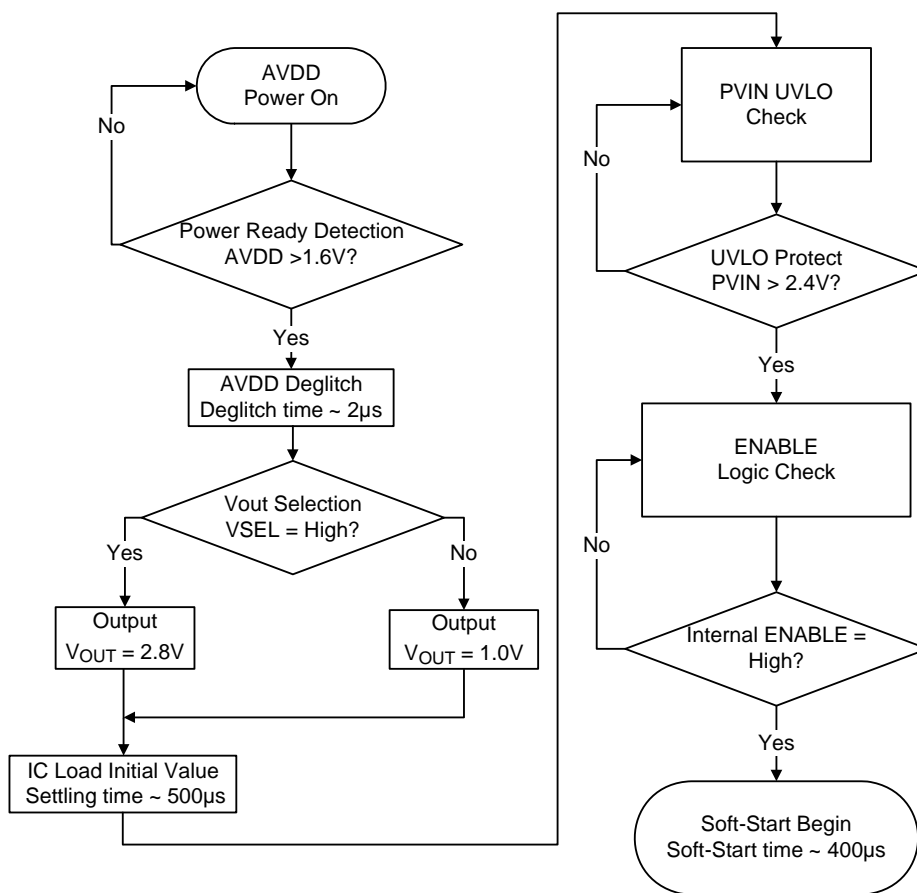 AVDD
Power On
No
Power Ready Detection
AVDD >1.6V?
Yes
AVDD Deglitch
Deglitch time ~ 2µs
Vout Selection
VSEL = High?
Yes
No
Output
VOUT = 2.8V
Output
VOUT = 1.0V
IC Load Initial Value
Settling time ~ 500µs
PVIN UVLO
Check
No
UVLO Protect
PVIN > 2.4V?
Yes
ENABLE
Logic Check
No
Internal ENABLE =
High?
Yes
Soft-Start Begin
Soft-Start time ~ 400µs